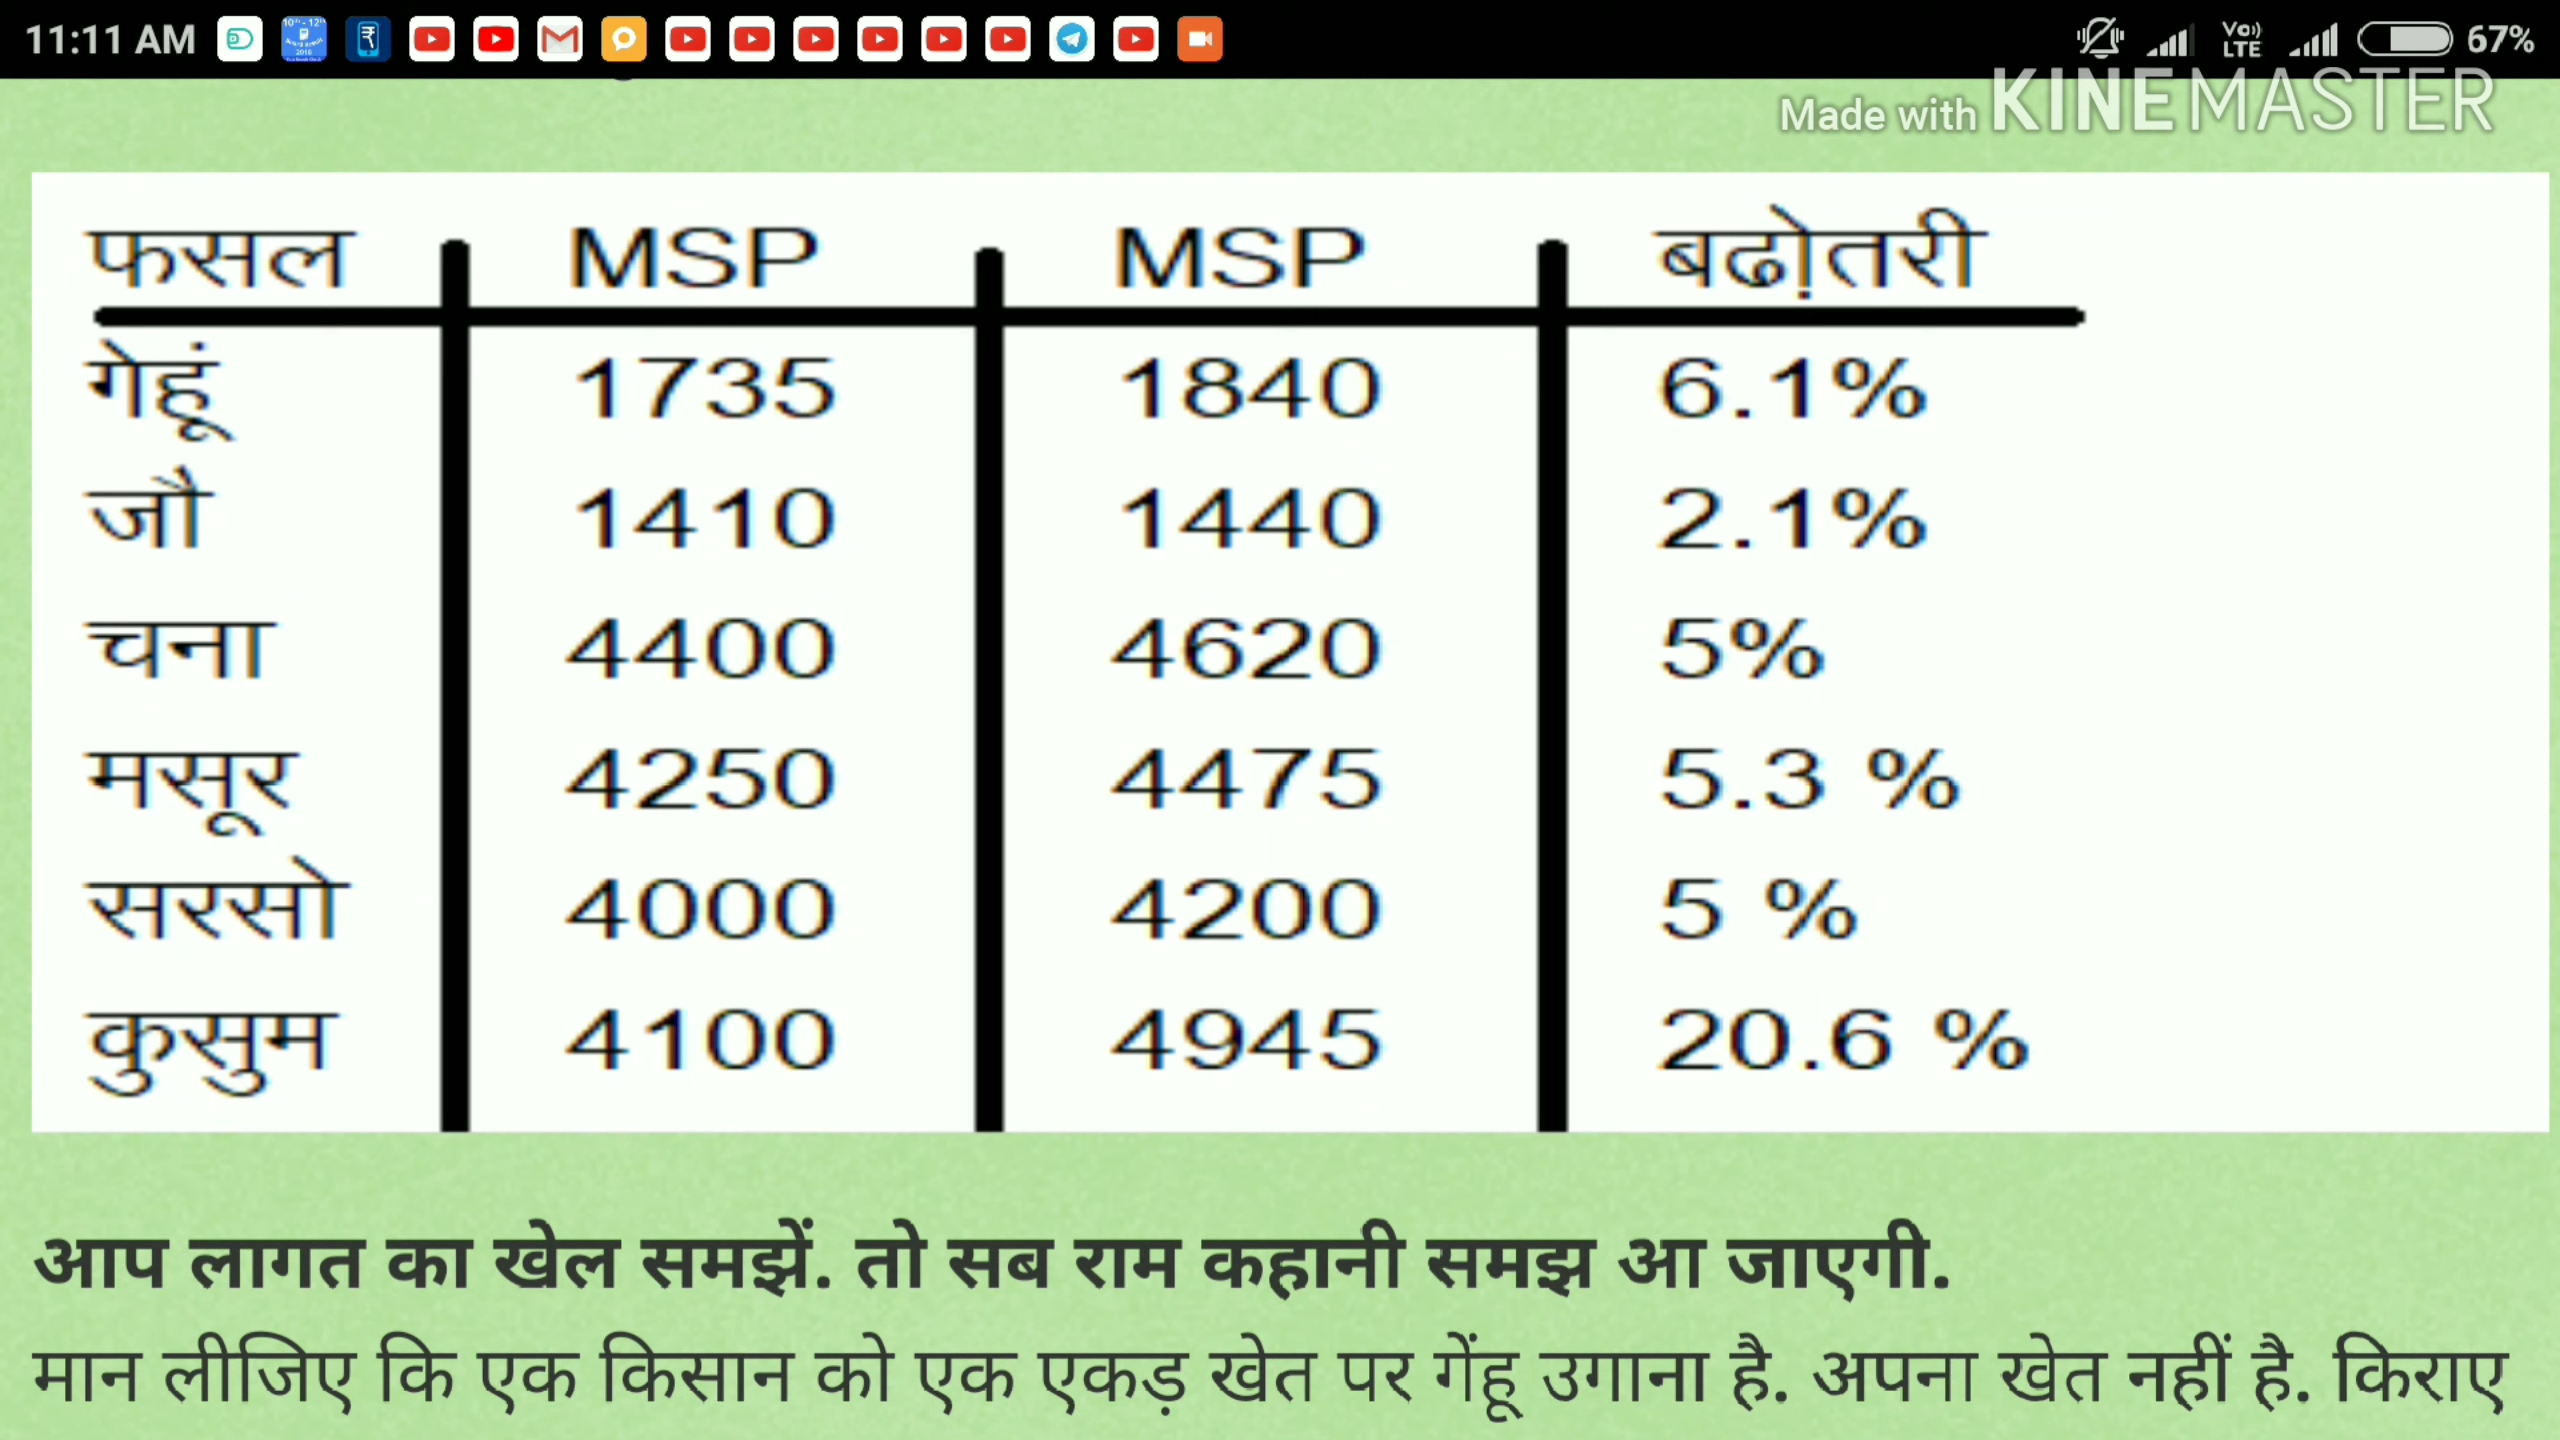 11:11 AM 67%
Made with KINEMASTER
फसल MSP MSP बढो़तरी
गेहूं 1735 1840 6.1%
जौ 1410 1440 2.1%
चना 4400 4620 5%
मसूर 4250 4475 5.3 %
सरसो 4000 4200 5 %
कुसुम 4100 4945 20.6 %
आप लागत का खेल समझें. तो सब राम कहानी समझ आ जाएगी.
मान लीजिए कि एक किसान को एक एकड़ खेत पर गेंहू उगाना है. अपना खेत नहीं है. किराए